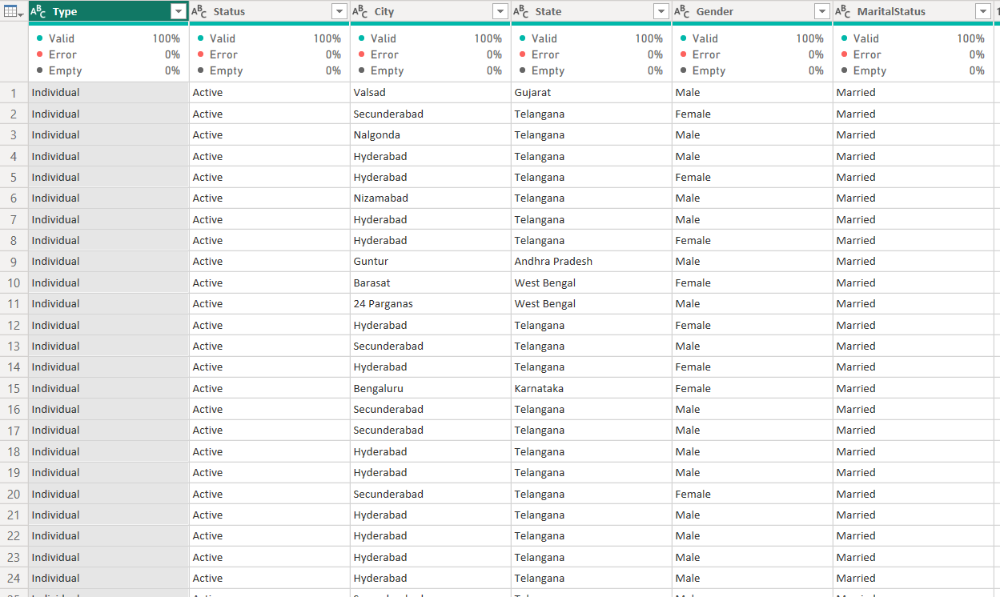 ABC Type ABC Status ABC City ABC State ABC Gender ABC MaritalStatus 1
Valid 100% Valid 100% Valid 100% Valid 100% Valid 100% Valid 100%
Error 0% Error 0% Error 0% Error 0% Error 0% Error 0%
Empty 0% Empty 0% Empty 0% Empty 0% Empty 0% Empty 0%
1 Individual Active Valsad Gujarat Male Married
2 Individual Active Secunderabad Telangana Female Married
3 Individual Active Nalgonda Telangana Male Married
4 Individual Active Hyderabad Telangana Male Married
5 Individual Active Hyderabad Telangana Female Married
6 Individual Active Nizamabad Telangana Male Married
7 Individual Active Hyderabad Telangana Male Married
8 Individual Active Hyderabad Telangana Female Married
9 Individual Active Guntur Andhra Pradesh Male Married
10 Individual Active Barasat West Bengal Female Married
11 Individual Active 24 Parganas West Bengal Male Married
12 Individual Active Hyderabad Telangana Female Married
13 Individual Active Secunderabad Telangana Male Married
14 Individual Active Hyderabad Telangana Female Married
15 Individual Active Bengaluru Karnataka Female Married
16 Individual Active Secunderabad Telangana Male Married
17 Individual Active Secunderabad Telangana Male Married
18 Individual Active Hyderabad Telangana Male Married
19 Individual Active Hyderabad Telangana Male Married
20 Individual Active Secunderabad Telangana Female Married
21 Individual Active Hyderabad Telangana Male Married
22 Individual Active Hyderabad Telangana Male Married
23 Individual Active Hyderabad Telangana Male Married
24 Individual Active Hyderabad Telangana Male Married